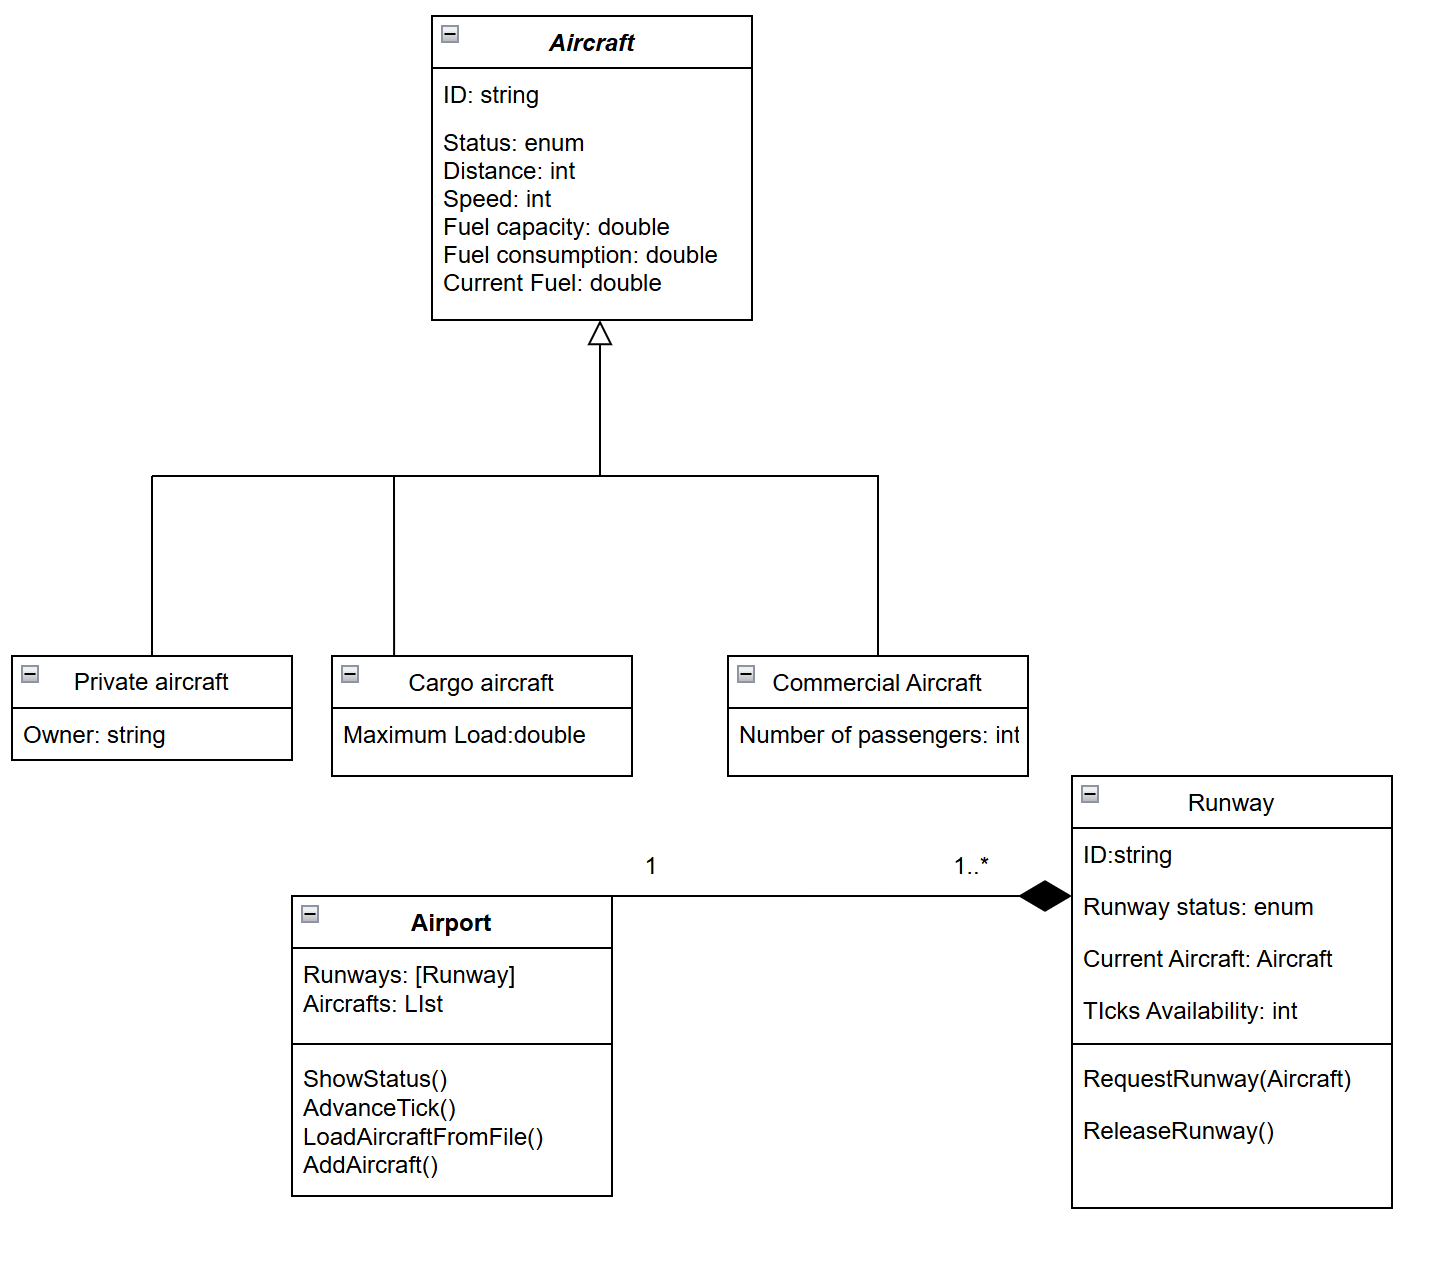 Aircraft
ID: string
Status: enum
Distance: int
Speed: int
Fuel capacity: double
Fuel consumption: double
Current Fuel: double
Private aircraft
Owner: string
Cargo aircraft
Maximum Load:double
Commercial Aircraft
Number of passengers: int
1
1..*
Airport
Runways: [Runway]
Aircrafts: LIst
ShowStatus()
AdvanceTick()
LoadAircraftFromFile()
AddAircraft()
Runway
ID:string
Runway status: enum
Current Aircraft: Aircraft
TIcks Availability: int
RequestRunway(Aircraft)
ReleaseRunway()